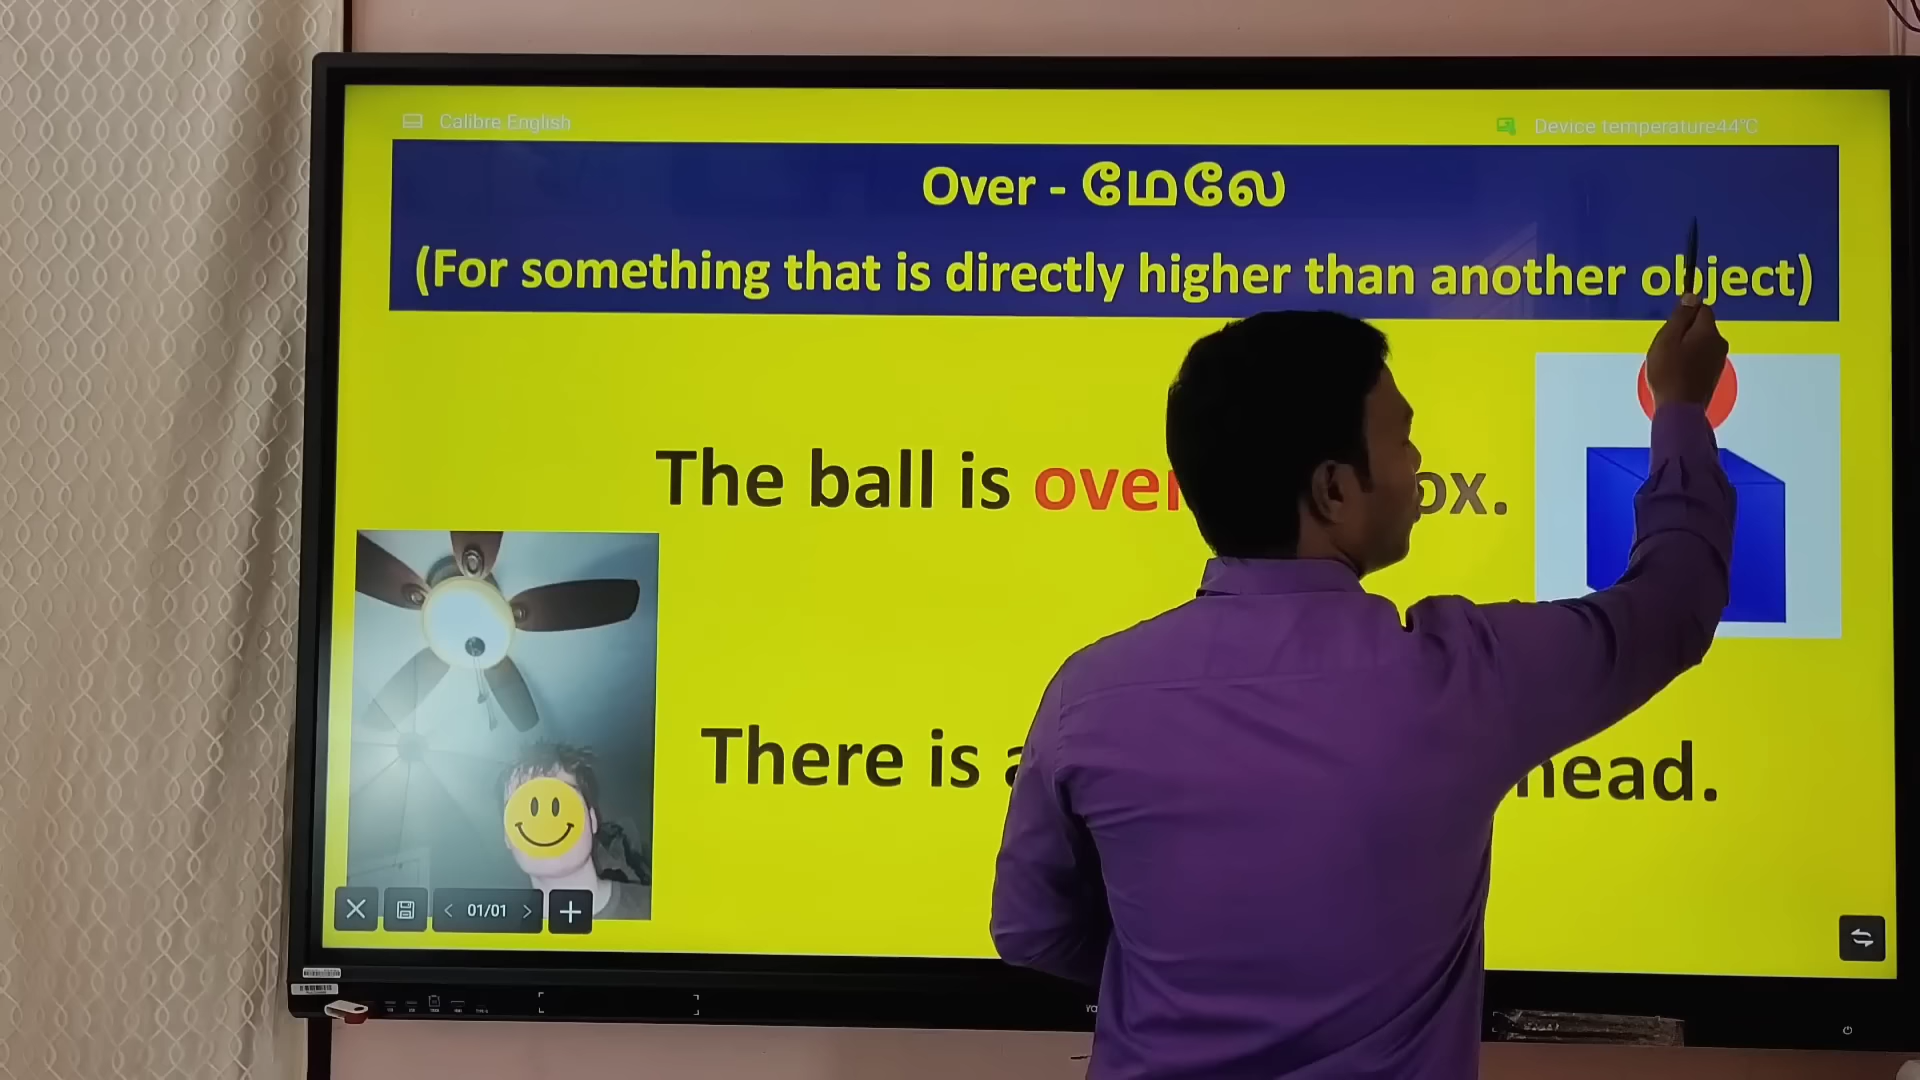 Calibre English
Device temperature44°C
Over - மேலே
(For something that is directly higher than another object)
The ball is over ox.
There is a head.
01/01